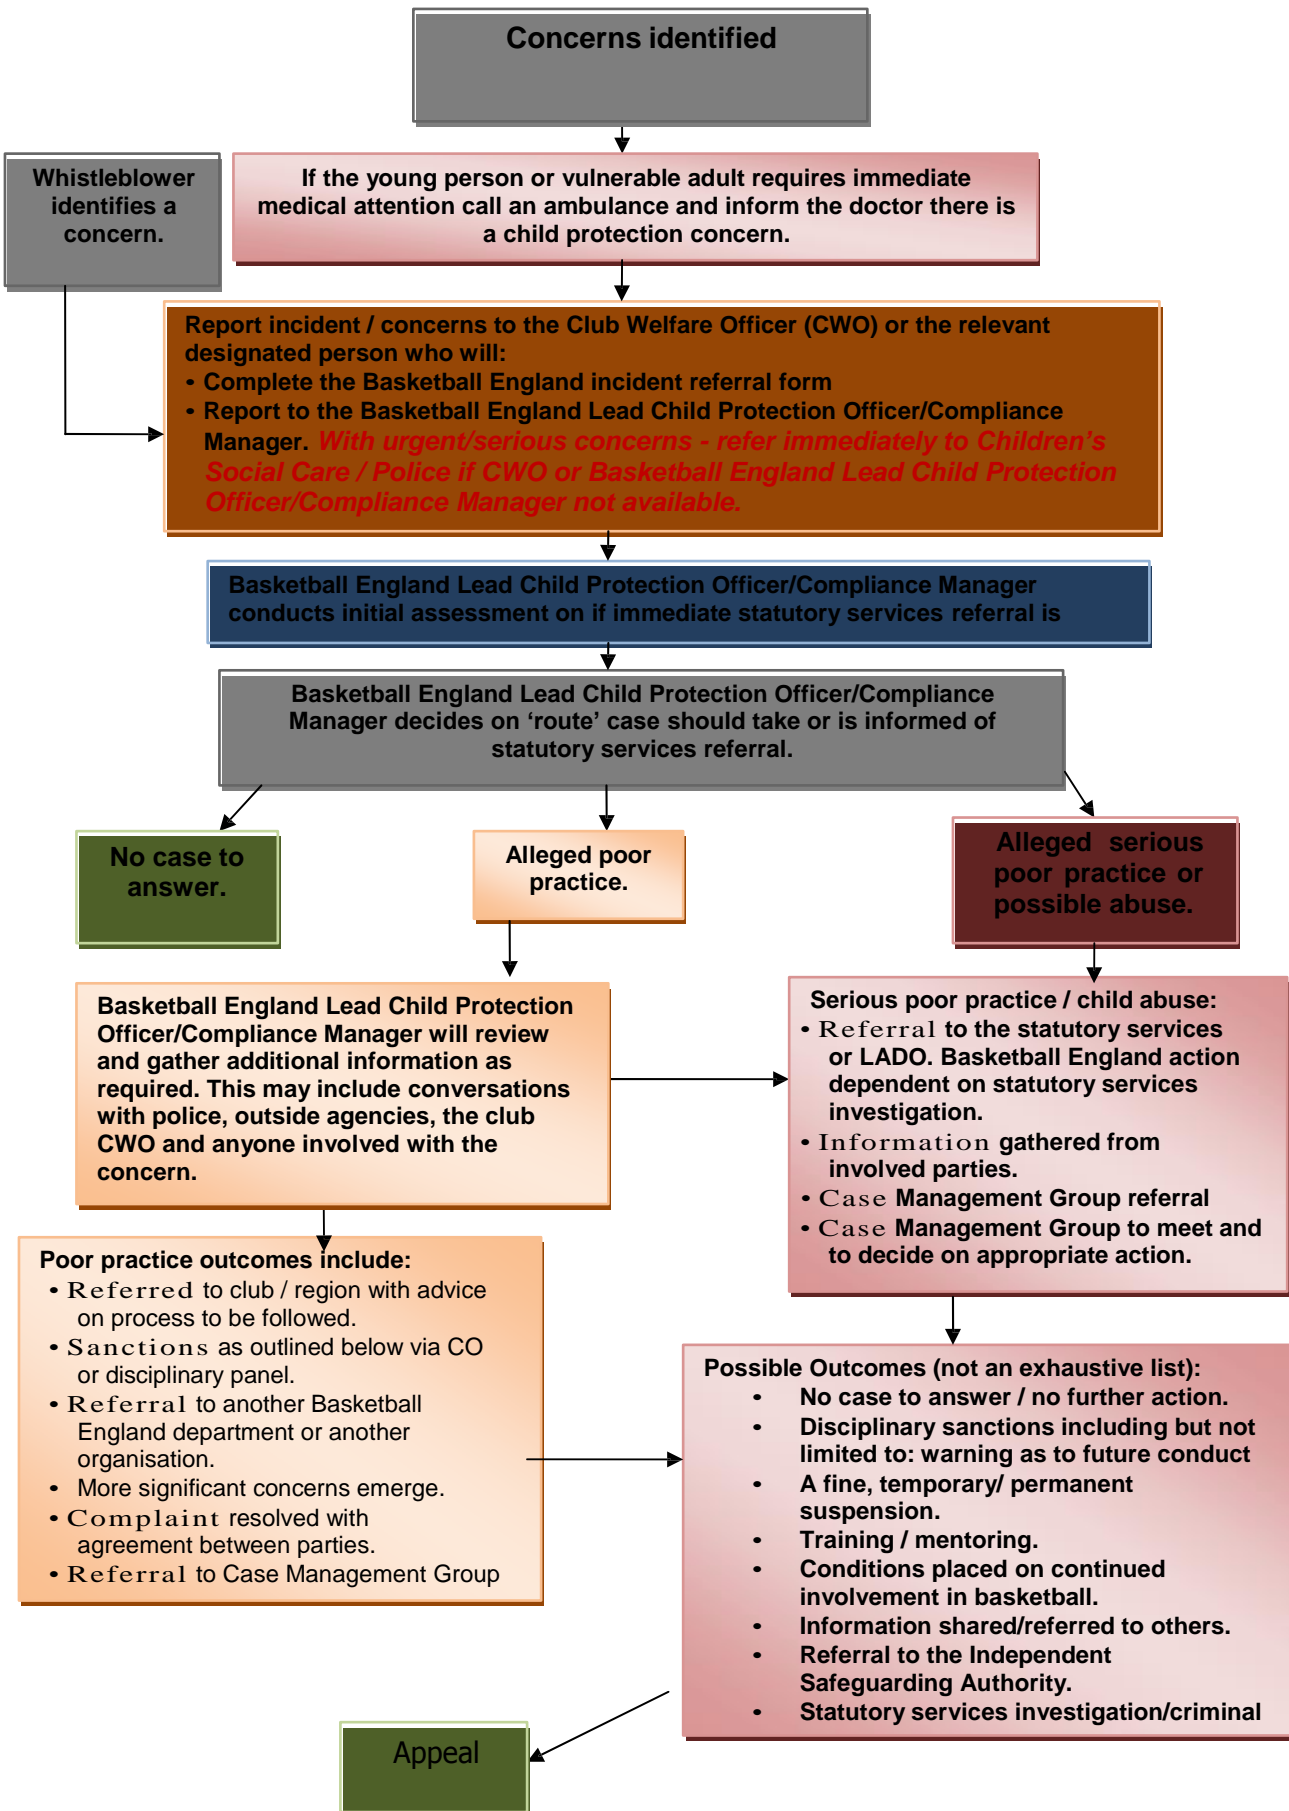 Concerns identified
Whistleblower
identifies a
concern.
If the young person or vulnerable adult requires immediate
medical attention call an ambulance and inform the doctor there is
a child protection concern.
Report incident / concerns to the Club Welfare Officer (CWO) or the relevant
designated person who will:
• Complete the Basketball England incident referral form
• Report to the Basketball England Lead Child Protection Officer/Compliance
Manager. With urgent/serious concerns - refer immediately to Children's
Social Care / Police if CWO or Basketball England Lead Child Protection
Officer/Compliance Manager not available.
Basketball England Lead Child Protection Officer/Compliance Manager
conducts initial assessment on if immediate statutory services referral is
Basketball England Lead Child Protection Officer/Compliance
Manager decides on ‘route’ case should take or is informed of
statutory services referral.
No case to
answer.
Alleged poor
practice.
Alleged serious
poor practice or
possible abuse.
Basketball England Lead Child Protection
Officer/Compliance Manager will review
and gather additional information as
required. This may include conversations
with police, outside agencies, the club
CWO and anyone involved with the
concern.
Serious poor practice / child abuse:
• Referral to the statutory services
or LADO. Basketball England action
dependent on statutory services
investigation.
• Information gathered from
involved parties.
• Case Management Group referral
• Case Management Group to meet and
to decide on appropriate action.
Poor practice outcomes include:
• Referred to club / region with advice
on process to be followed.
• Sanctions as outlined below via CO
or disciplinary panel.
• Referral to another Basketball
England department or another
organisation.
• More significant concerns emerge.
• Complaint resolved with
agreement between parties.
• Referral to Case Management Group
Possible Outcomes (not an exhaustive list):
• No case to answer / no further action.
• Disciplinary sanctions including but not
limited to: warning as to future conduct
• A fine, temporary/ permanent
suspension.
• Training / mentoring.
• Conditions placed on continued
involvement in basketball.
• Information shared/referred to others.
• Referral to the Independent
Safeguarding Authority.
• Statutory services investigation/criminal
Appeal